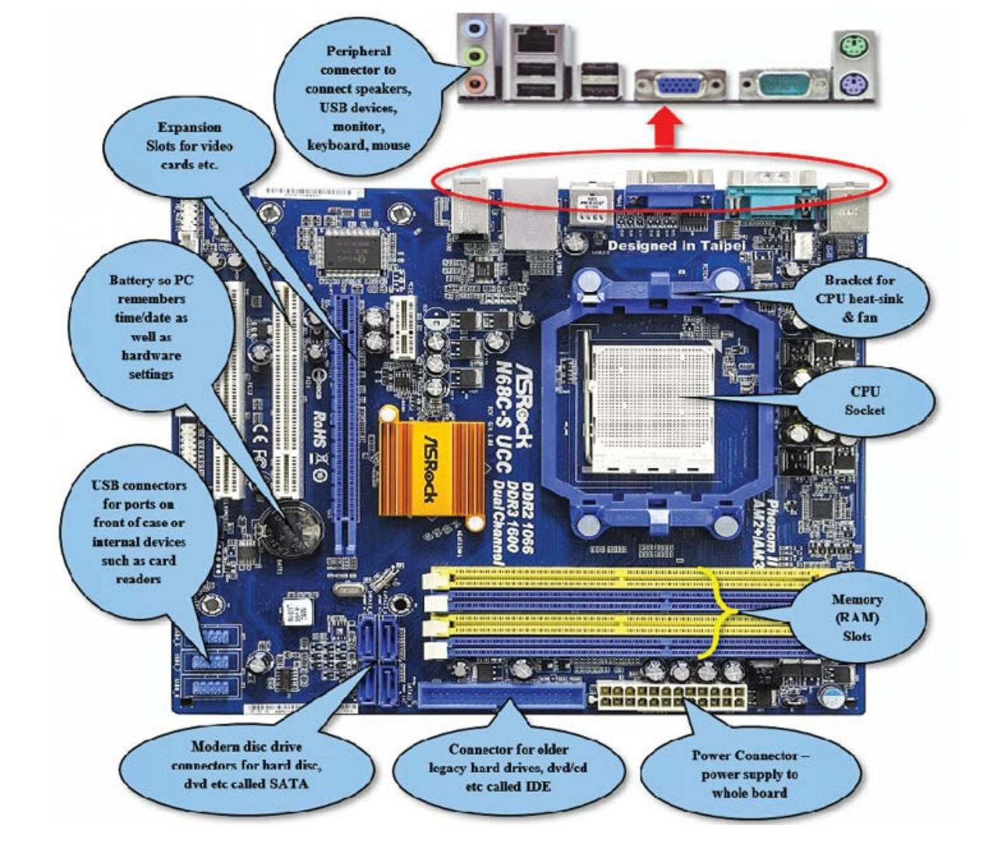 Peripheral
connector to
connect speakers,
USB devices,
monitor,
keyboard, mouse
Expansion
Slots for video
cards etc.
Designed in Taipei
Battery so PC
remembers
time/date as
well as
hardware
settings
Bracket for
CPU heat-sink
& fan
CPU
Socket
ASRock
N68C-S UCC
DDR2 1066
DDR3 1600
Dual Channel
RoHS
CE FC
ASRock
Phenom II
AM2+/AM3
USB connectors
for ports on
front of case or
internal devices
such as card
readers
Memory
(RAM)
Slots
Modern disc drive
connectors for hard disc,
dvd etc called SATA
Connector for older
legacy hard drives, dvd/cd
etc called IDE
Power Connector –
power supply to
whole board